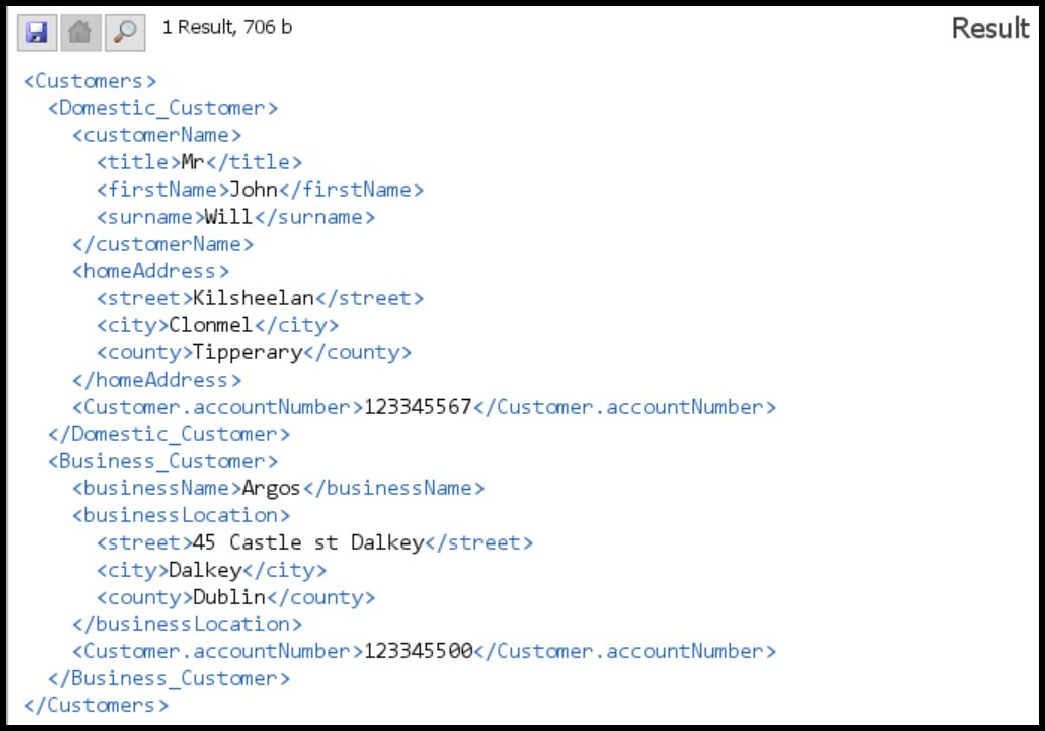 1 Result, 706 b
Result
<Customers>
<Domestic_Customer>
<customerName>
<title>Mr</title>
<firstName>John</firstName>
<surname>Will</surname>
</customerName>
<homeAddress>
<street>Kilsheelan</street>
<city>Clonmel</city>
<county>Tipperary</county>
</homeAddress>
<Customer.accountNumber>123345567</Customer.accountNumber>
</Domestic_Customer>
<Business_Customer>
<businessName>Argos</businessName>
<businessLocation>
<street>45 Castle st Dalkey</street>
<city>Dalkey</city>
<county>Dublin</county>
</businessLocation>
<Customer.accountNumber>123345500</Customer.accountNumber>
</Business_Customer>
</Customers>